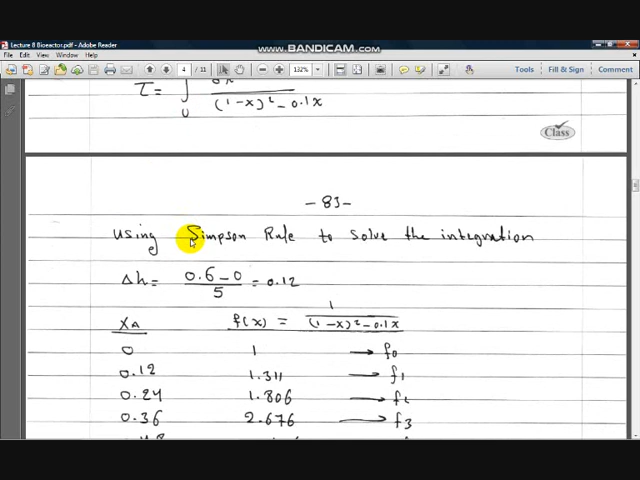 Lecture 8 Bioreactor.pdf - Adobe Reader
WWW.BANDICAM.COM
File Edit View Window Help
4 / 11 132% Tools Fill & Sign Comment
τ = ∫
(1-x)² - 0.1x
Class
- 83 -
Using Simpson Rule to solve the integration
Δh = 0.6 - 0 / 5 = 0.12
XA f(x) = 1 / (1-x)² - 0.1x
0 1 → f0
0.12 1.311 → f1
0.24 1.806 → f2
0.36 2.676 → f3